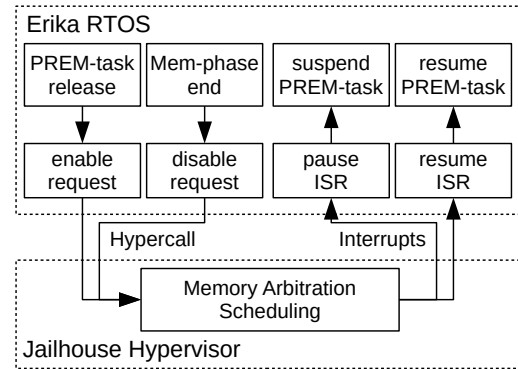 Erika RTOS
PREM-task
release
Mem-phase
end
suspend
PREM-task
resume
PREM-task
enable
request
disable
request
pause
ISR
resume
ISR
Hypercall
Interrupts
Memory Arbitration
Scheduling
Jailhouse Hypervisor